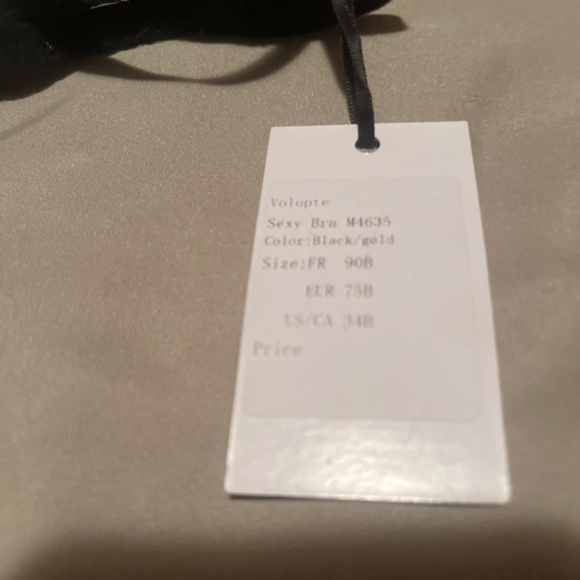 Volupte
Sexy Bra M4635
Color:Black/gold
Size:FR 90B
EUR 75B
US/CA 34B
Price